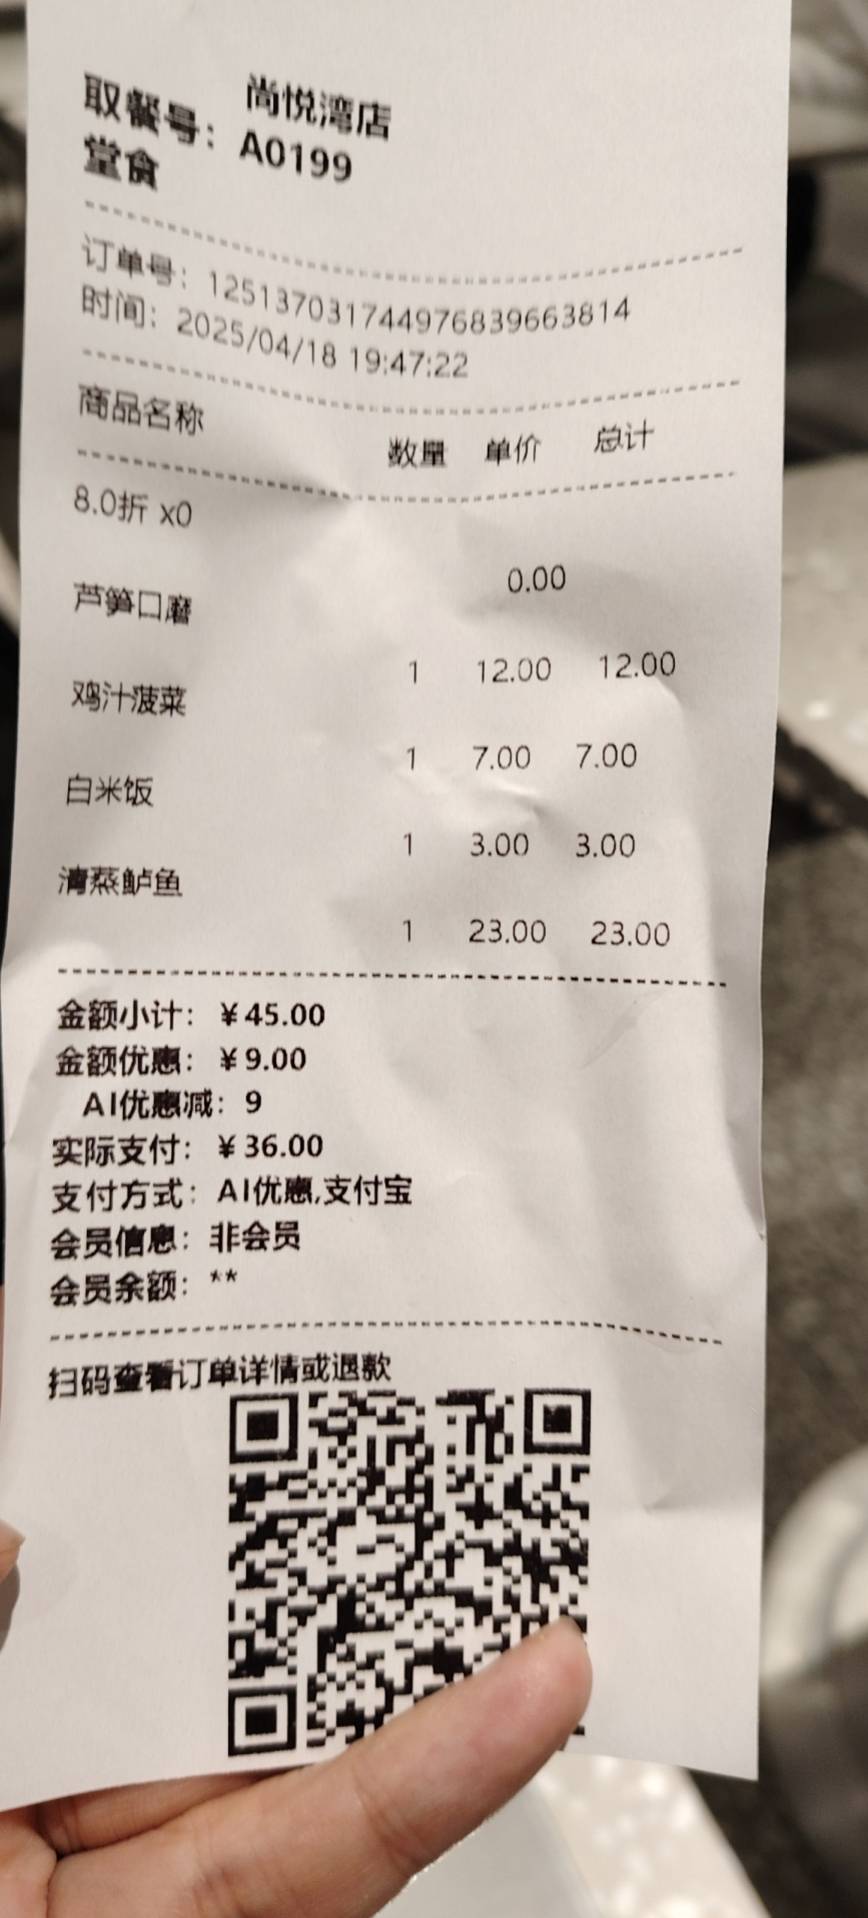 尚悦湾店
取餐号：A0199
堂食
订单号：125137031744976839663814
时间：2025/04/18 19:47:22
商品名称 数量 单价 总计
8.0折 x0
0.00
芦笋口磨
1 12.00 12.00
鸡汁菠菜
1 7.00 7.00
白米饭
1 3.00 3.00
清蒸鲈鱼
1 23.00 23.00
金额小计：￥45.00
金额优惠：￥9.00
AI优惠减：9
实际支付：￥36.00
支付方式：AI优惠,支付宝
会员信息：非会员
会员余额：**
扫码查看订单详情或退款